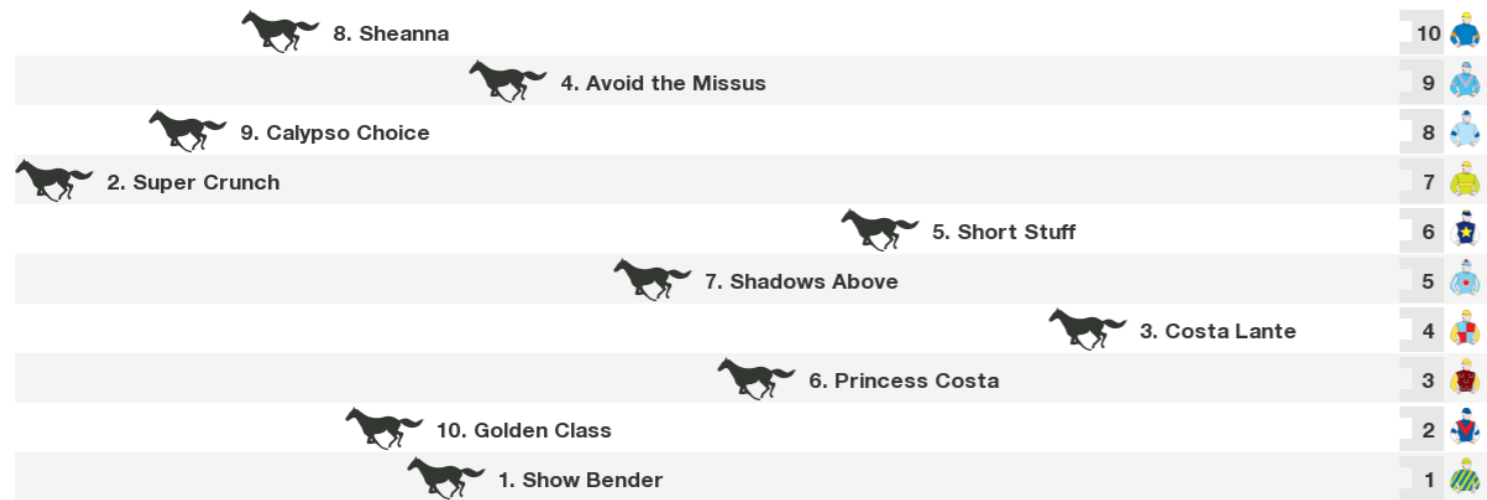 8. Sheanna 10
4. Avoid the Missus 9
9. Calypso Choice 8
2. Super Crunch 7
5. Short Stuff 6
7. Shadows Above 5
3. Costa Lante 4
6. Princess Costa 3
10. Golden Class 2
1. Show Bender 1